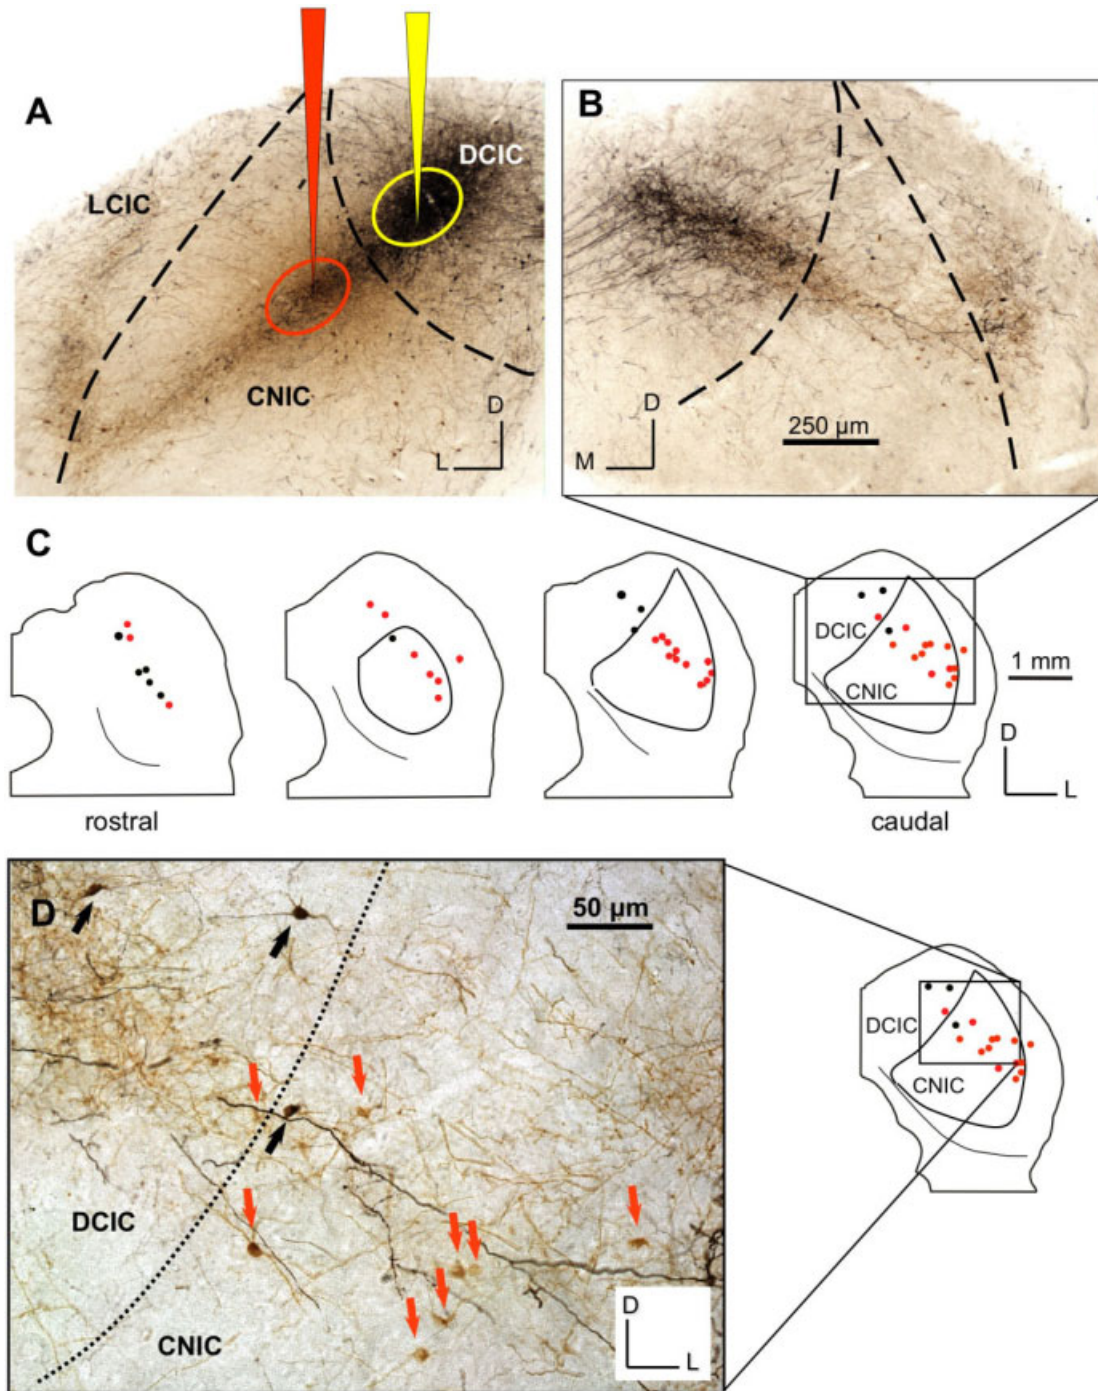 A
DCIC
LCIC
CNIC
D
L
B
D
M
250 µm
C
DCIC
CNIC
1 mm
D
L
rostral
caudal
D
50 µm
DCIC
CNIC
D
L
DCIC
CNIC